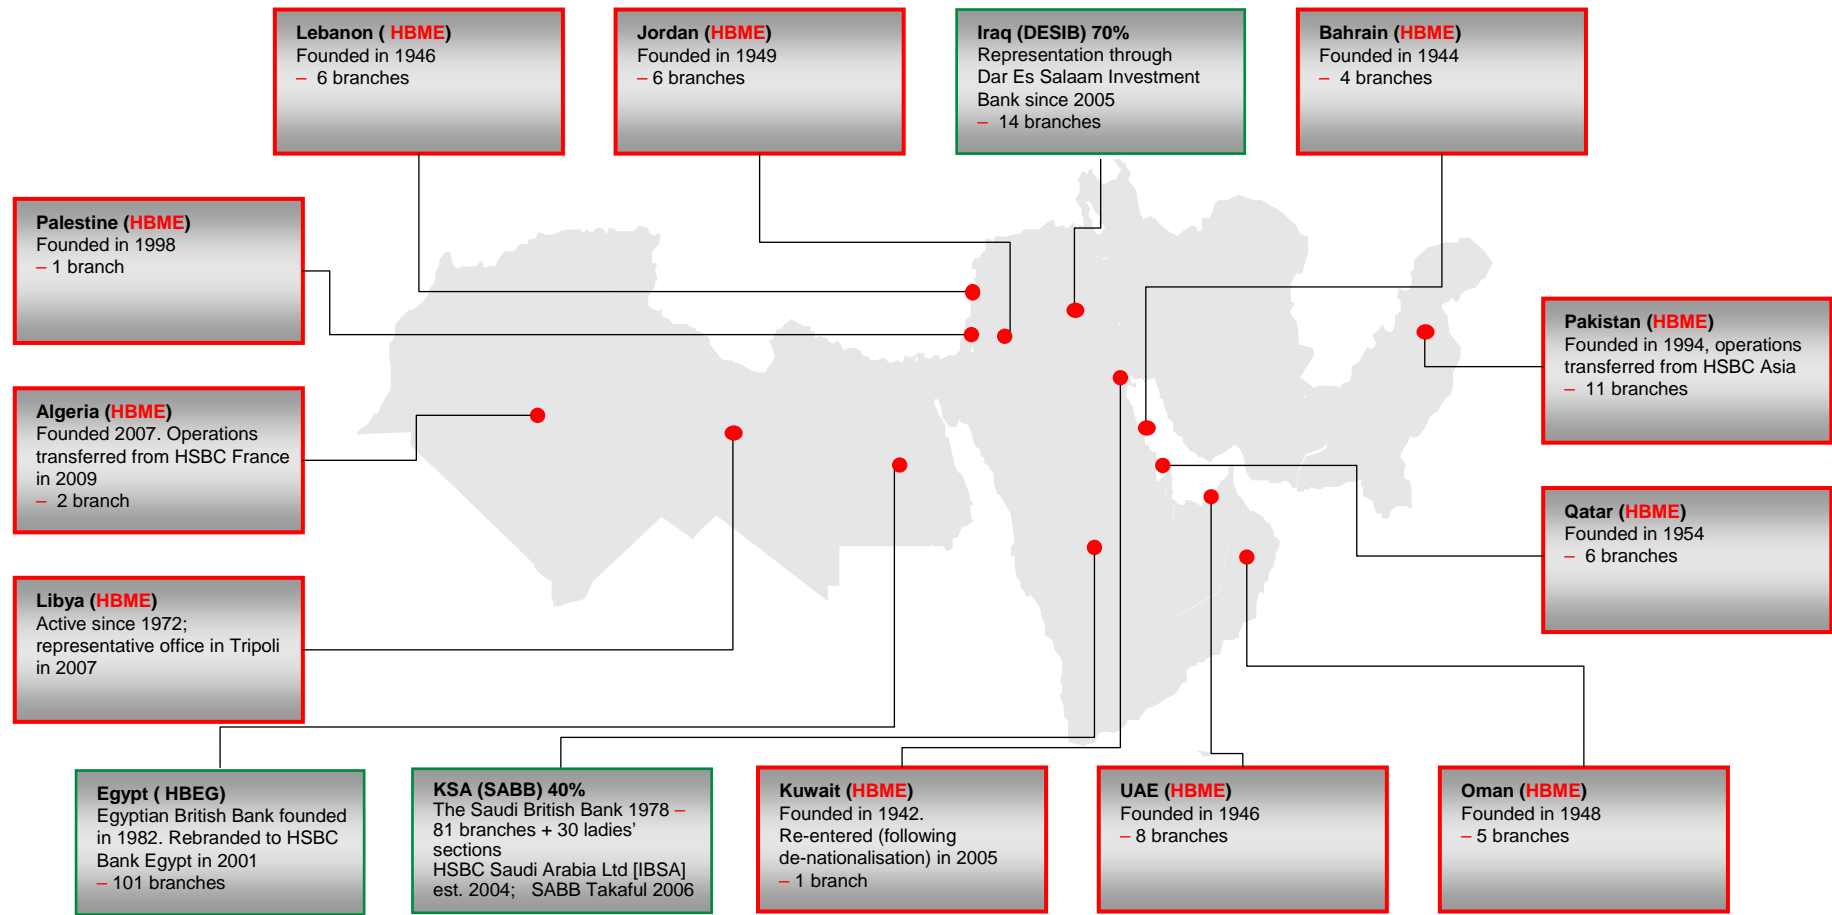 Lebanon ( HBME)
Founded in 1946
– 6 branches
Jordan (HBME)
Founded in 1949
– 6 branches
Iraq (DESIB) 70%
Representation through
Dar Es Salaam Investment
Bank since 2005
– 14 branches
Bahrain (HBME)
Founded in 1944
– 4 branches
Palestine (HBME)
Founded in 1998
– 1 branch
Pakistan (HBME)
Founded in 1994, operations
transferred from HSBC Asia
– 11 branches
Algeria (HBME)
Founded 2007. Operations
transferred from HSBC France
in 2009
– 2 branch
Qatar (HBME)
Founded in 1954
– 6 branches
Libya (HBME)
Active since 1972;
representative office in Tripoli
in 2007
Egypt ( HBEG)
Egyptian British Bank founded
in 1982. Rebranded to HSBC
Bank Egypt in 2001
– 101 branches
KSA (SABB) 40%
The Saudi British Bank 1978 –
81 branches + 30 ladies’
sections
HSBC Saudi Arabia Ltd [IBSA]
est. 2004; SABB Takaful 2006
Kuwait (HBME)
Founded in 1942.
Re-entered (following
de-nationalisation) in 2005
– 1 branch
UAE (HBME)
Founded in 1946
– 8 branches
Oman (HBME)
Founded in 1948
– 5 branches